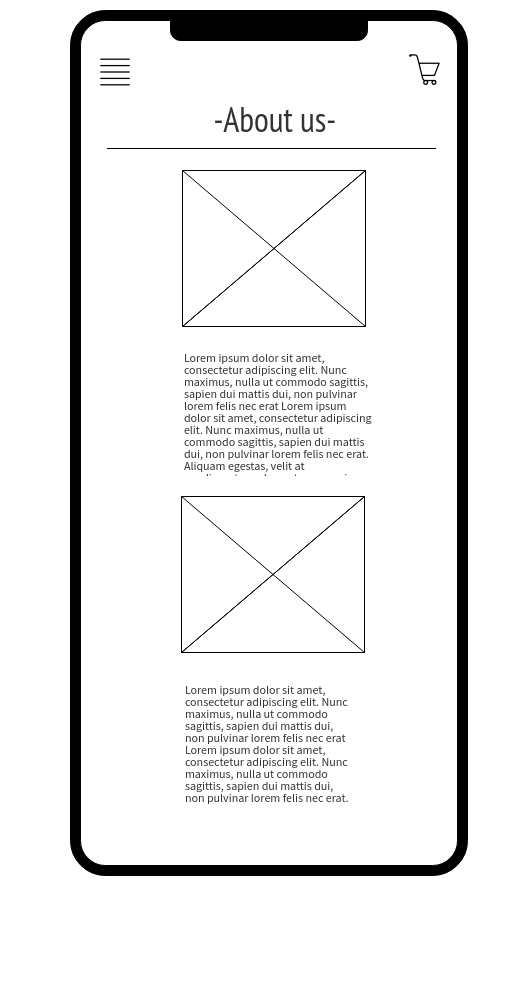 -About us-
Lorem ipsum dolor sit amet,
consectetur adipiscing elit. Nunc
maximus, nulla ut commodo sagittis,
sapien dui mattis dui, non pulvinar
lorem felis nec erat Lorem ipsum
dolor sit amet, consectetur adipiscing
elit. Nunc maximus, nulla ut
commodo sagittis, sapien dui mattis
dui, non pulvinar lorem felis nec erat.
Aliquam egestas, velit at
Lorem ipsum dolor sit amet,
consectetur adipiscing elit. Nunc
maximus, nulla ut commodo
sagittis, sapien dui mattis dui,
non pulvinar lorem felis nec erat
Lorem ipsum dolor sit amet,
consectetur adipiscing elit. Nunc
maximus, nulla ut commodo
sagittis, sapien dui mattis dui,
non pulvinar lorem felis nec erat.